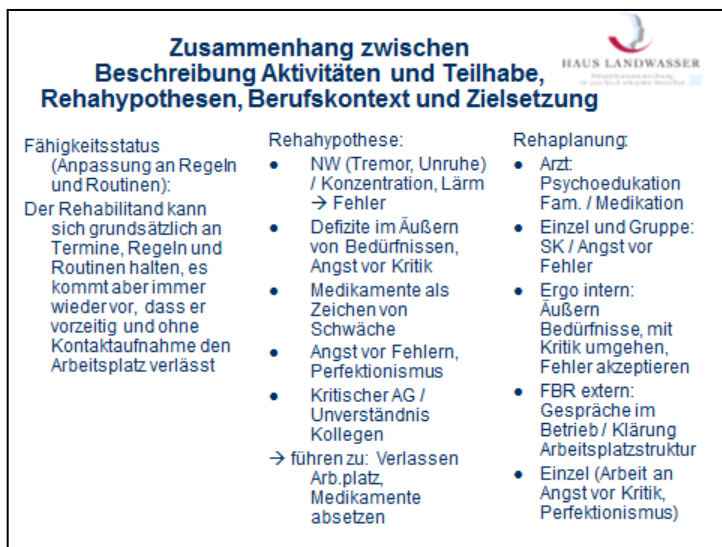 Zusammenhang zwischen
Beschreibung Aktivitäten und Teilhabe,
Rehahypothesen, Berufskontext und Zielsetzung
HAUS LANDWASSER
Fähigkeitsstatus
(Anpassung an Regeln
und Routinen):
Der Rehabilitand kann
sich grundsätzlich an
Termine, Regeln und
Routinen halten, es
kommt aber immer
wieder vor, dass er
vorzeitig und ohne
Kontaktaufnahme den
Arbeitsplatz verlässt
Rehahypothese:
● NW (Tremor, Unruhe)
/ Konzentration, Lärm
→ Fehler
● Defizite im Äußern
von Bedürfnissen,
Angst vor Kritik
● Medikamente als
Zeichen von
Schwäche
● Angst vor Fehlern,
Perfektionismus
● Kritischer AG /
Unverständnis
Kollegen
→ führen zu: Verlassen
Arb.platz,
Medikamente
absetzen
Rehaplanung:
● Arzt:
Psychoedukation
Fam. / Medikation
● Einzel und Gruppe:
SK / Angst vor
Fehler
● Ergo intern:
Äußern
Bedürfnisse, mit
Kritik umgehen,
Fehler akzeptieren
● FBR extern:
Gespräche im
Betrieb / Klärung
Arbeitsplatzstruktur
● Einzel (Arbeit an
Angst vor Kritik,
Perfektionismus)